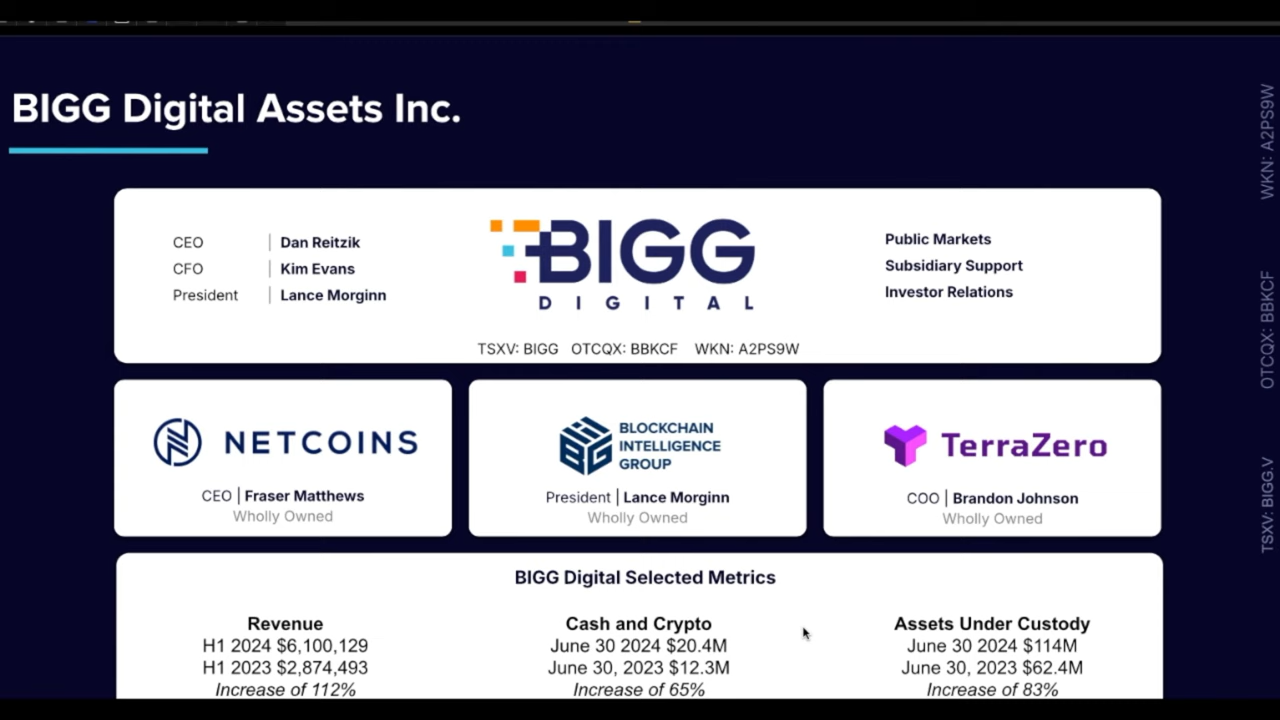 BIGG Digital Assets Inc.
CEO | Dan Reitzik
CFO | Kim Evans
President | Lance Morginn
BIGG
DIGITAL
TSXV: BIGG OTCQX: BBKCF WKN: A2PS9W
Public Markets
Subsidiary Support
Investor Relations
NETCOINS
CEO | Fraser Matthews
Wholly Owned
BLOCKCHAIN
INTELLIGENCE
GROUP
President | Lance Morginn
Wholly Owned
TerraZero
COO | Brandon Johnson
Wholly Owned
BIGG Digital Selected Metrics
Revenue
H1 2024 $6,100,129
H1 2023 $2,874,493
Increase of 112%
Cash and Crypto
June 30 2024 $20.4M
June 30, 2023 $12.3M
Increase of 65%
Assets Under Custody
June 30 2024 $114M
June 30, 2023 $62.4M
Increase of 83%
TSXV: BIGG.V
OTCQX: BBKCF
WKN: A2PS9W